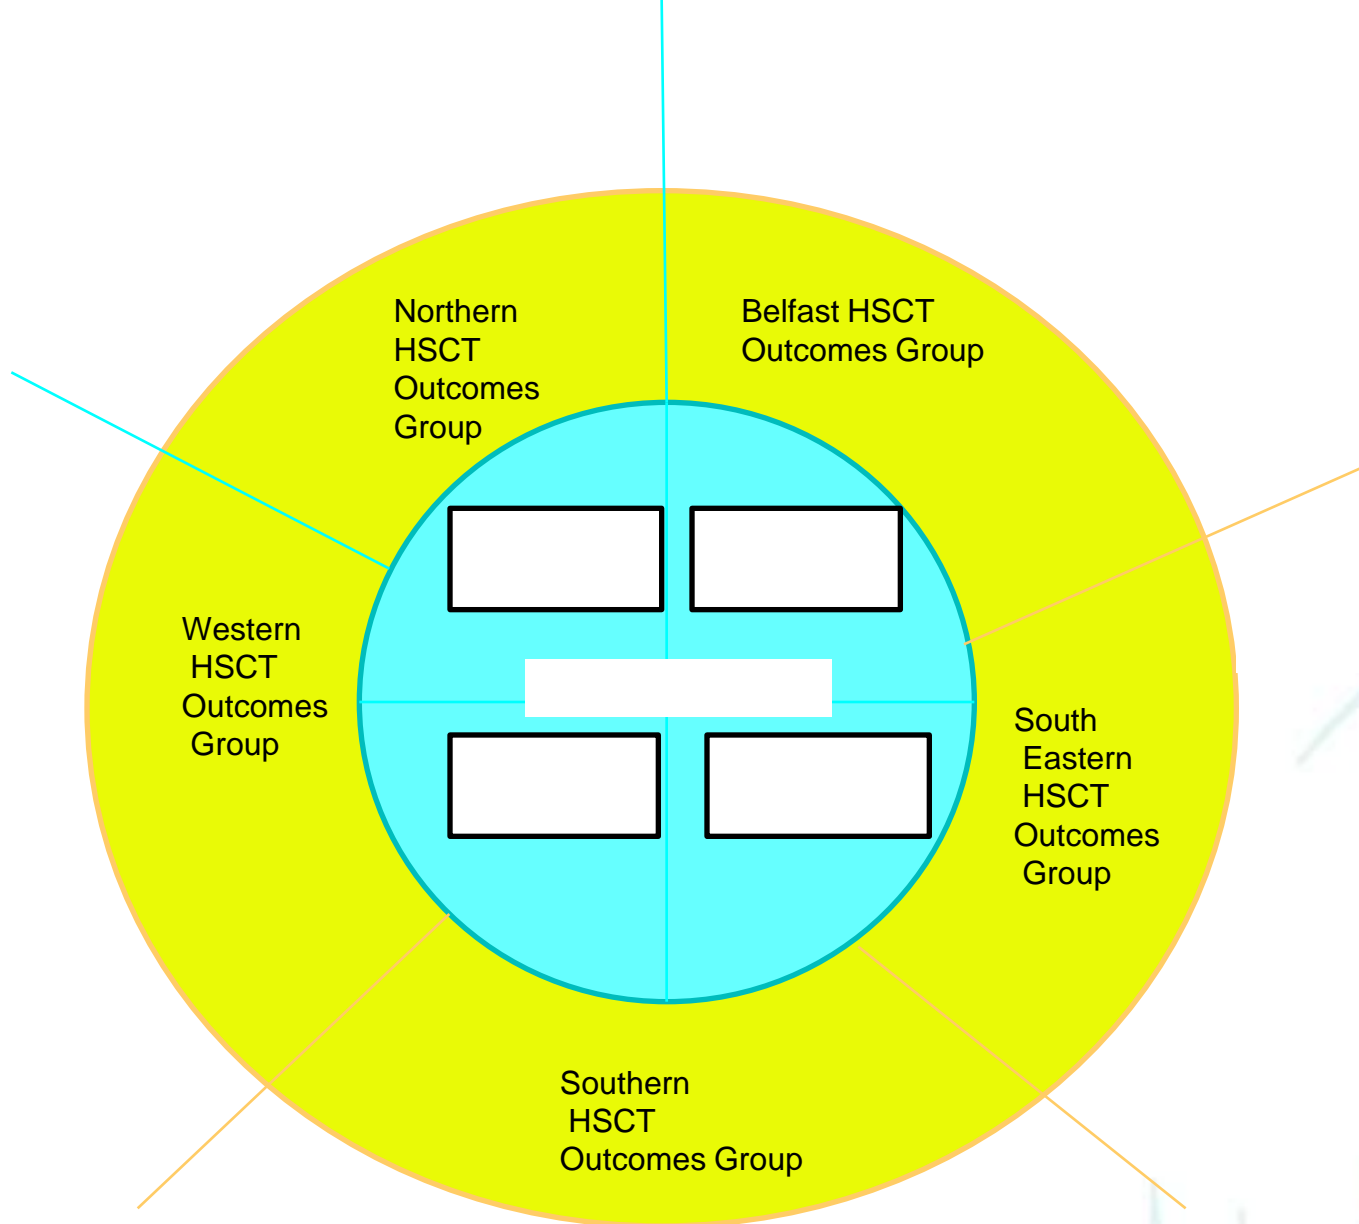 Northern
HSCT
Outcomes
Group
Belfast HSCT
Outcomes Group
Western
HSCT
Outcomes
Group
South
Eastern
HSCT
Outcomes
Group
Southern
HSCT
Outcomes Group